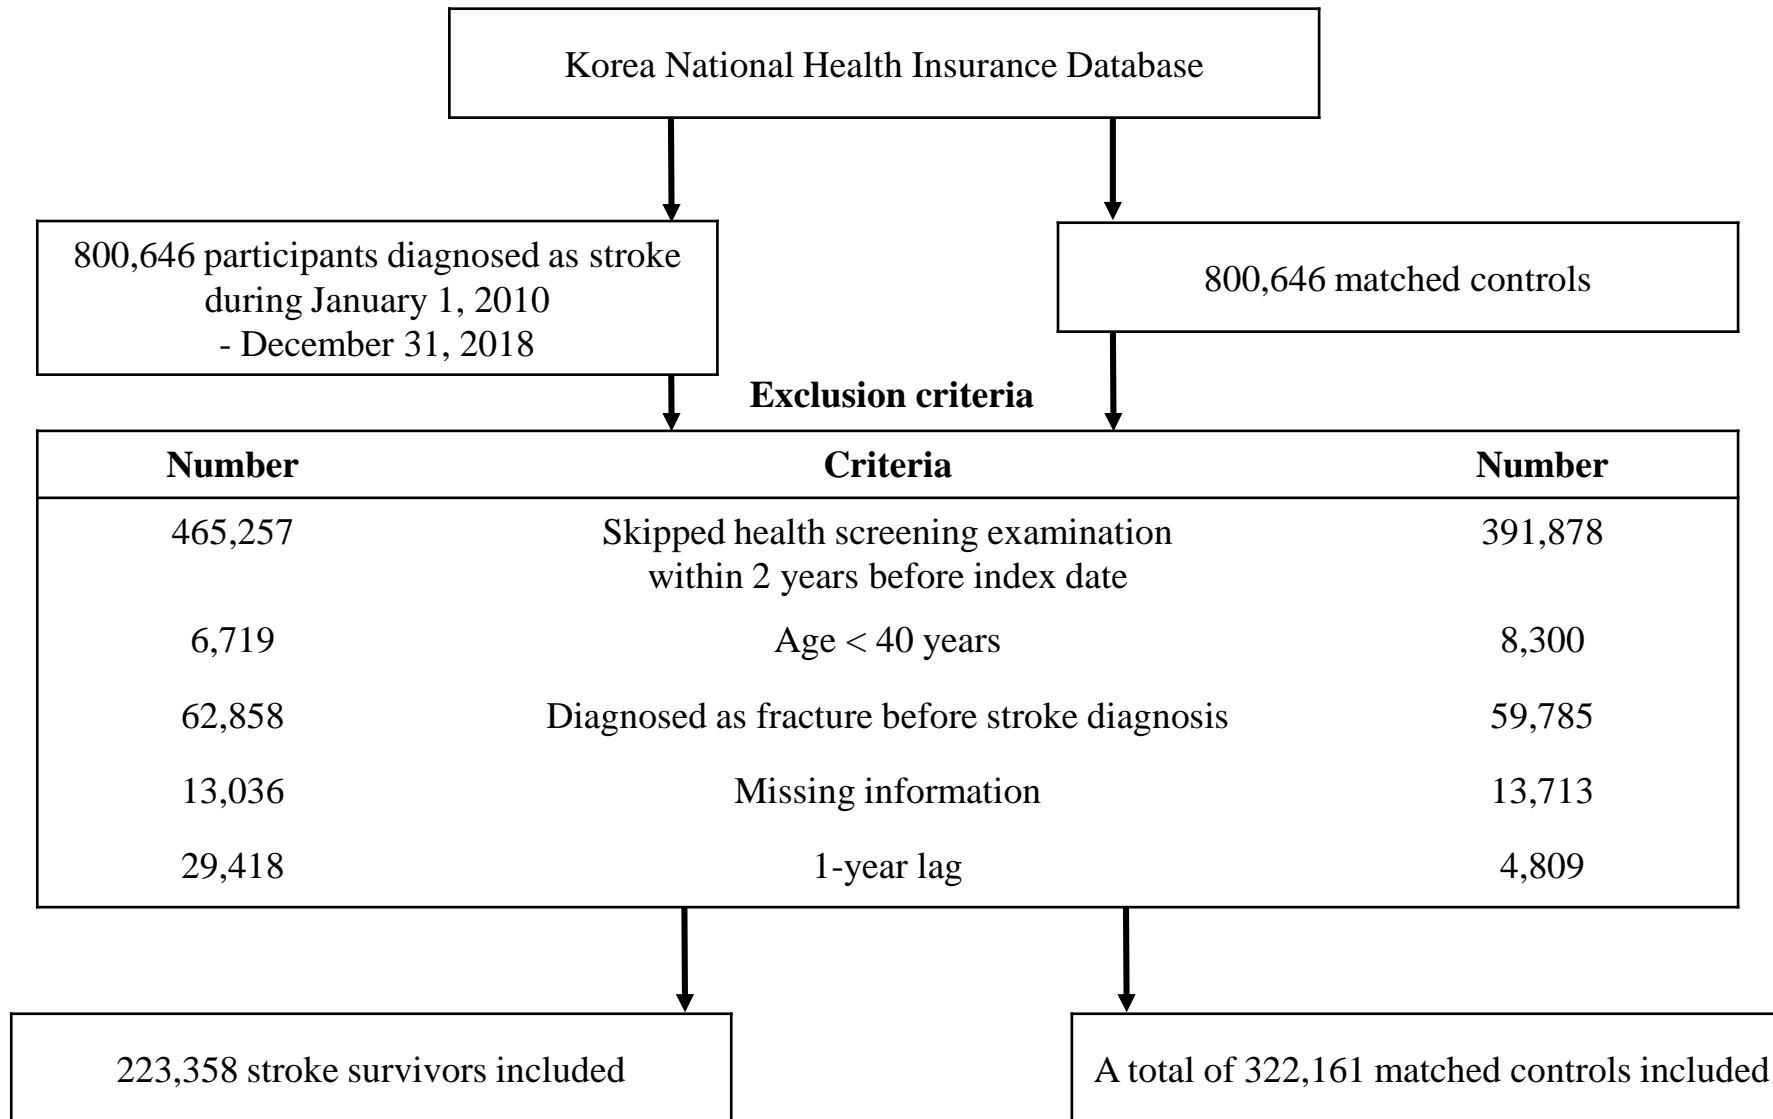 Korea National Health Insurance Database
800,646 participants diagnosed as stroke
during January 1, 2010
- December 31, 2018
800,646 matched controls
Exclusion criteria
Number Criteria Number
465,257 Skipped health screening examination 391,878
within 2 years before index date
6,719 Age < 40 years 8,300
62,858 Diagnosed as fracture before stroke diagnosis 59,785
13,036 Missing information 13,713
29,418 1-year lag 4,809
223,358 stroke survivors included
A total of 322,161 matched controls included